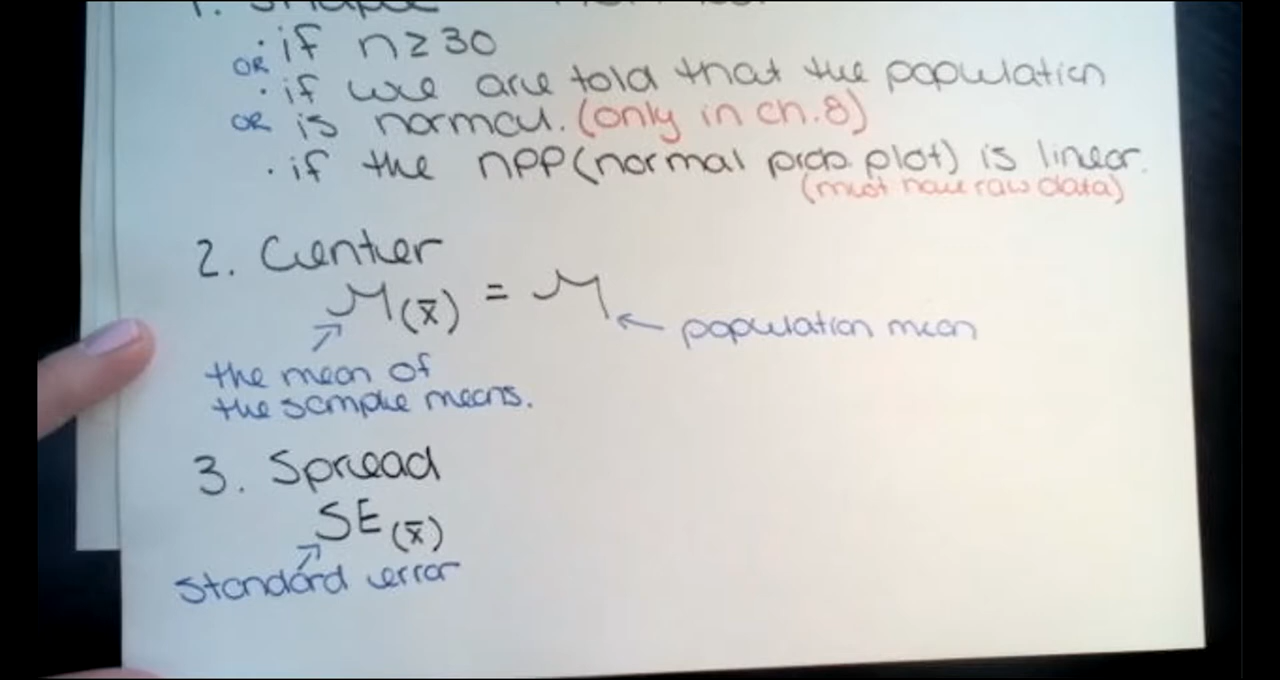 1. Shape
· if n ≥ 30
OR
· if we are told that the population
OR is normal. (only in ch.8)
· if the npp (normal prob. plot) is linear.
(must have raw data)
2. Center
μ(x̄) = μ
← population mean
the mean of
the sample means.
3. Spread
SE(x̄)
standard error